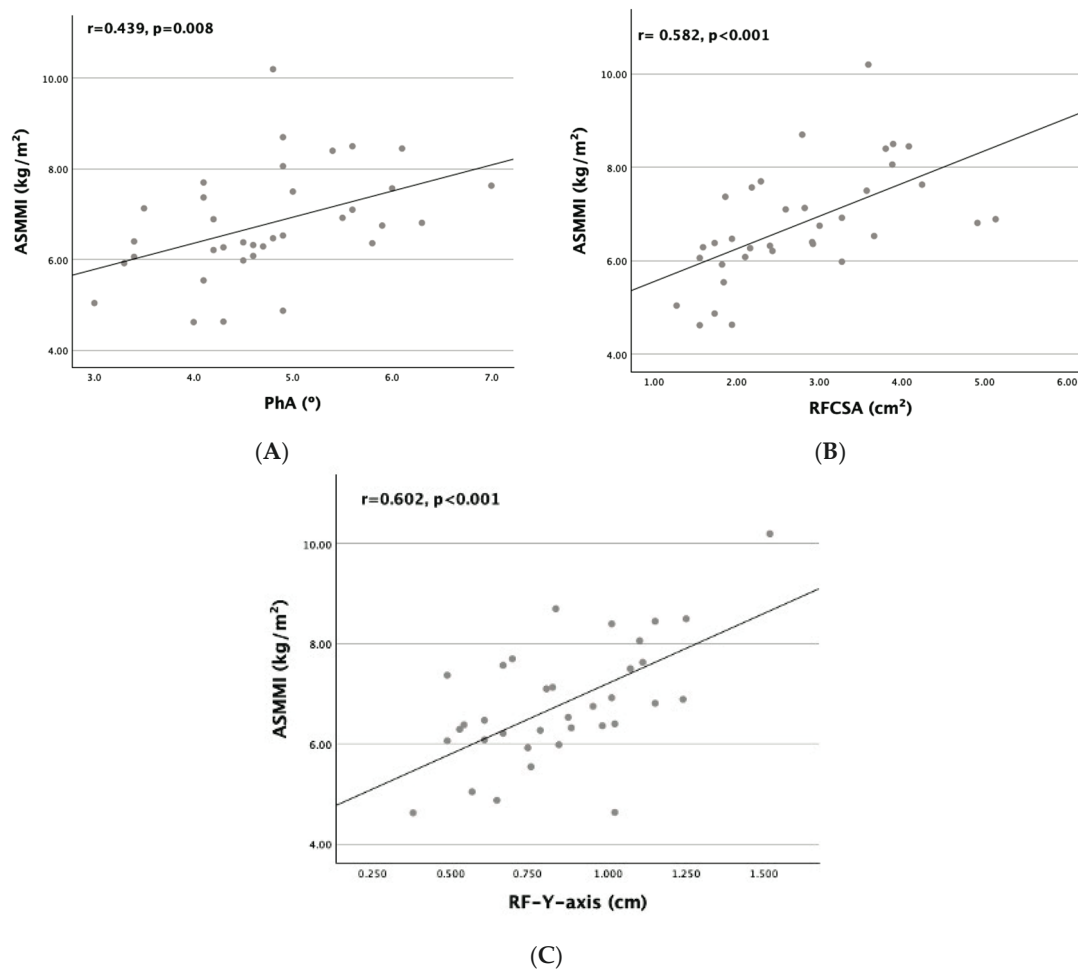 r=0.439, p=0.008
ASMMI (kg/m²)
10.00
8.00
6.00
4.00
3.0 4.0 5.0 6.0 7.0
PhA (º)
(A)
r= 0.582, p<0.001
ASMMI (kg/m²)
10.00
8.00
6.00
4.00
1.00 2.00 3.00 4.00 5.00 6.00
RFCSA (cm²)
(B)
r=0.602, p<0.001
ASMMI (kg/m²)
10.00
8.00
6.00
4.00
0.250 0.500 0.750 1.000 1.250 1.500
RF-Y-axis (cm)
(C)